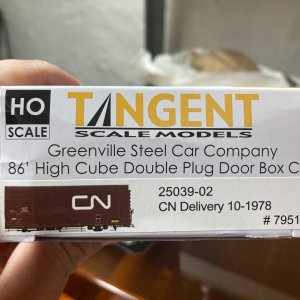 HO
SCALE
TANGENT
SCALE MODELS
Greenville Steel Car Company
86' High Cube Double Plug Door Box C
CN
25039-02
CN Delivery 10-1978
# 7951